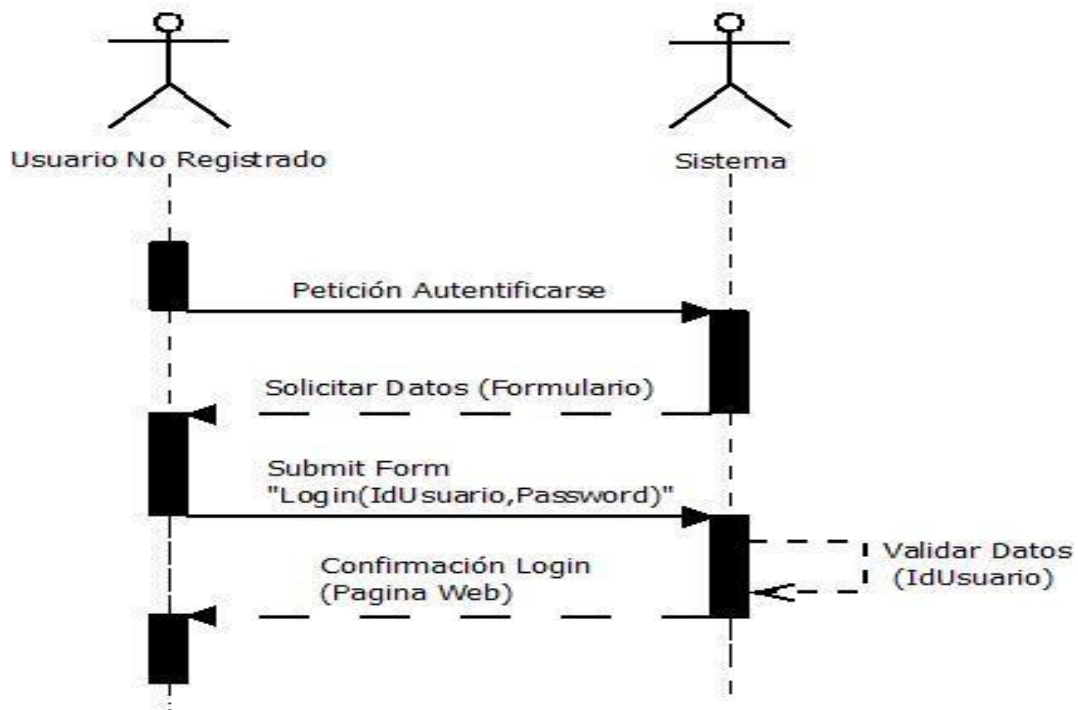 Usuario No Registrado
Sistema
Petición Autentificarse
Solicitar Datos (Formulario)
Submit Form
"Login(IdUsuario,Password)"
Validar Datos
(IdUsuario)
Confirmación Login
(Pagina Web)